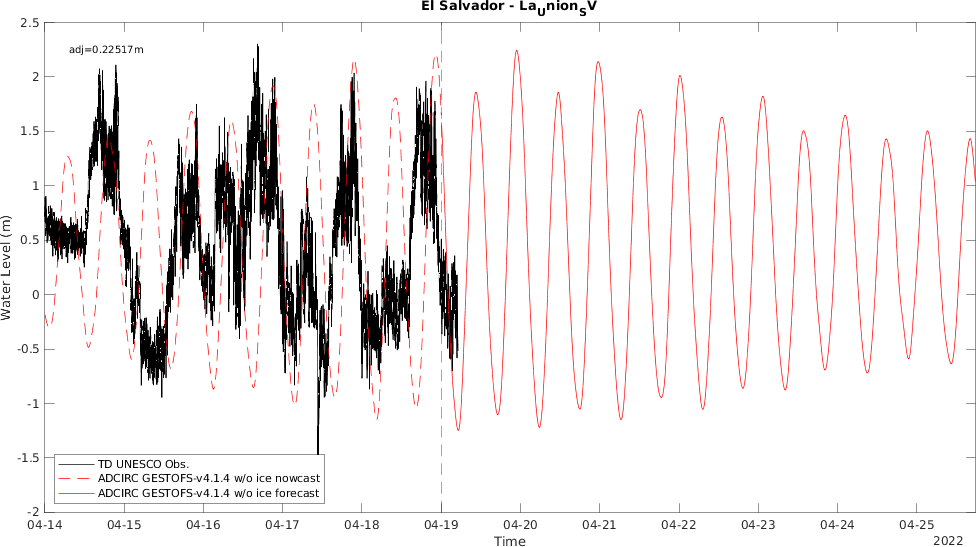 El Salvador - LaUnionSV
adj=0.22517m
2.5
2
1.5
1
0.5
0
-0.5
-1
-1.5
-2
Water Level (m)
TD UNESCO Obs.
ADCIRC GESTOFS-v4.1.4 w/o ice nowcast
ADCIRC GESTOFS-v4.1.4 w/o ice forecast
04-14 04-15 04-16 04-17 04-18 04-19 04-20 04-21 04-22 04-23 04-24 04-25
Time
2022